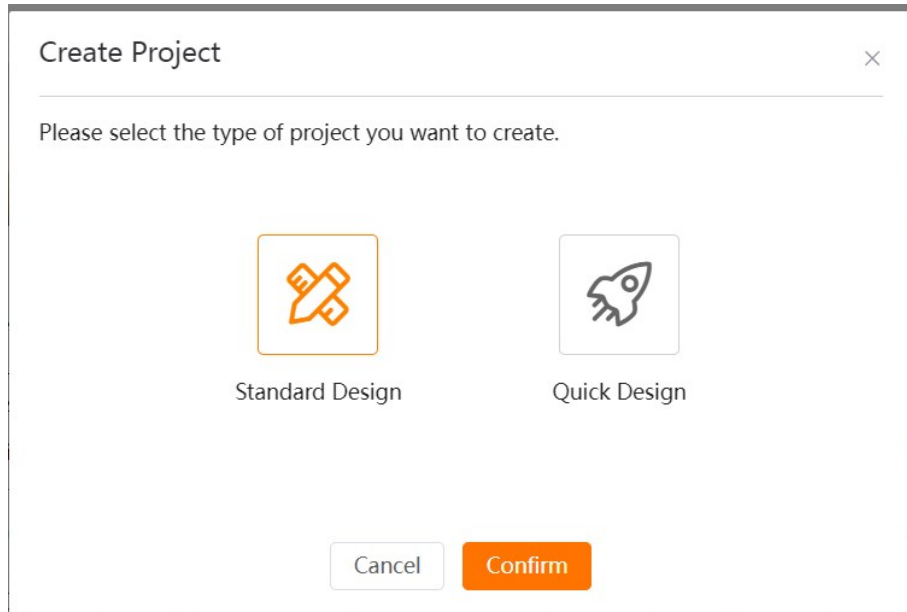 Create Project
Please select the type of project you want to create.
Standard Design
Quick Design
Cancel
Confirm